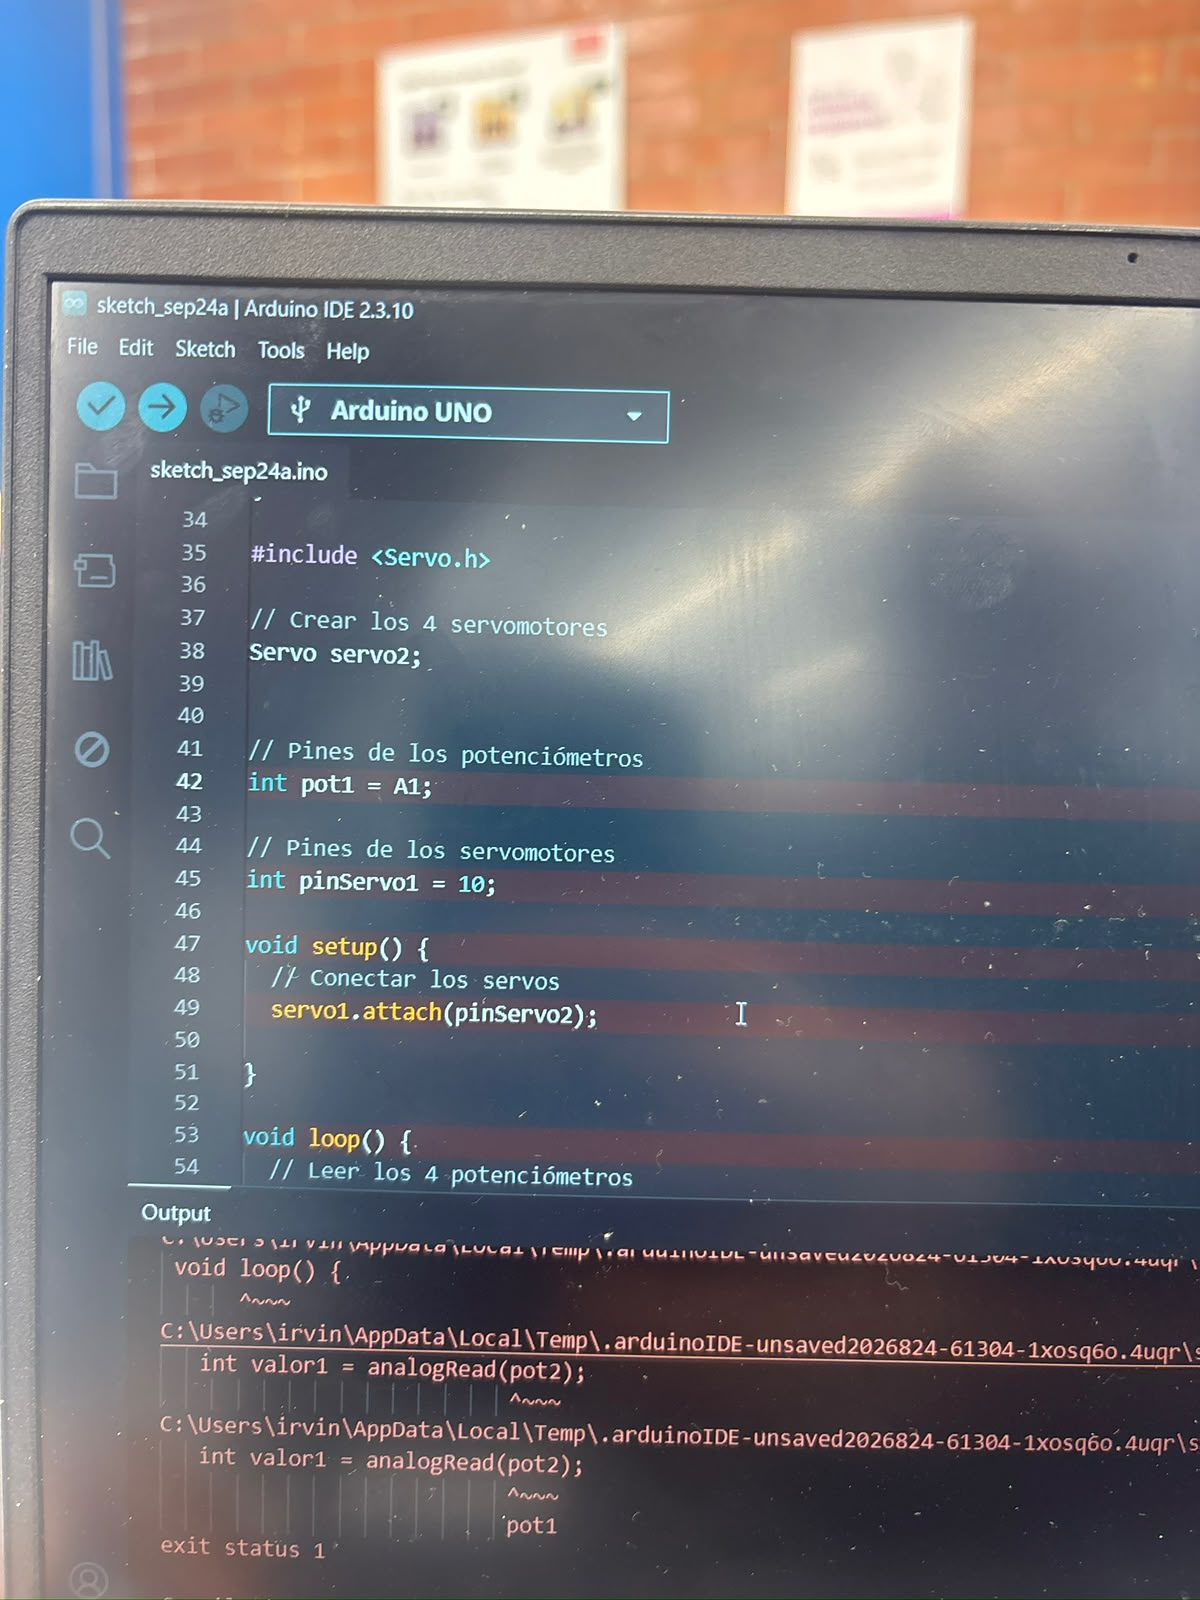 sketch_sep24a | Arduino IDE 2.3.10
File Edit Sketch Tools Help
Arduino UNO
sketch_sep24a.ino
34
35 #include <Servo.h>
36
37 // Crear los 4 servomotores
38 Servo servo2;
39
40
41 // Pines de los potenciómetros
42 int pot1 = A1;
43
44 // Pines de los servomotores
45 int pinServo1 = 10;
46
47 void setup() {
48 // Conectar los servos
49 servo1.attach(pinServo2);
50
51 }
52
53 void loop() {
54 // Leer los 4 potenciómetros
Output
void loop() {
^~~~
C:\Users\irvin\AppData\Local\Temp\.arduinoIDE-unsaved2026824-61304-1xosq6o.4uqr\s
int valor1 = analogRead(pot2);
^~~~
C:\Users\irvin\AppData\Local\Temp\.arduinoIDE-unsaved2026824-61304-1xosq6o.4uqr\s
int valor1 = analogRead(pot2);
^~~~
pot1
exit status 1